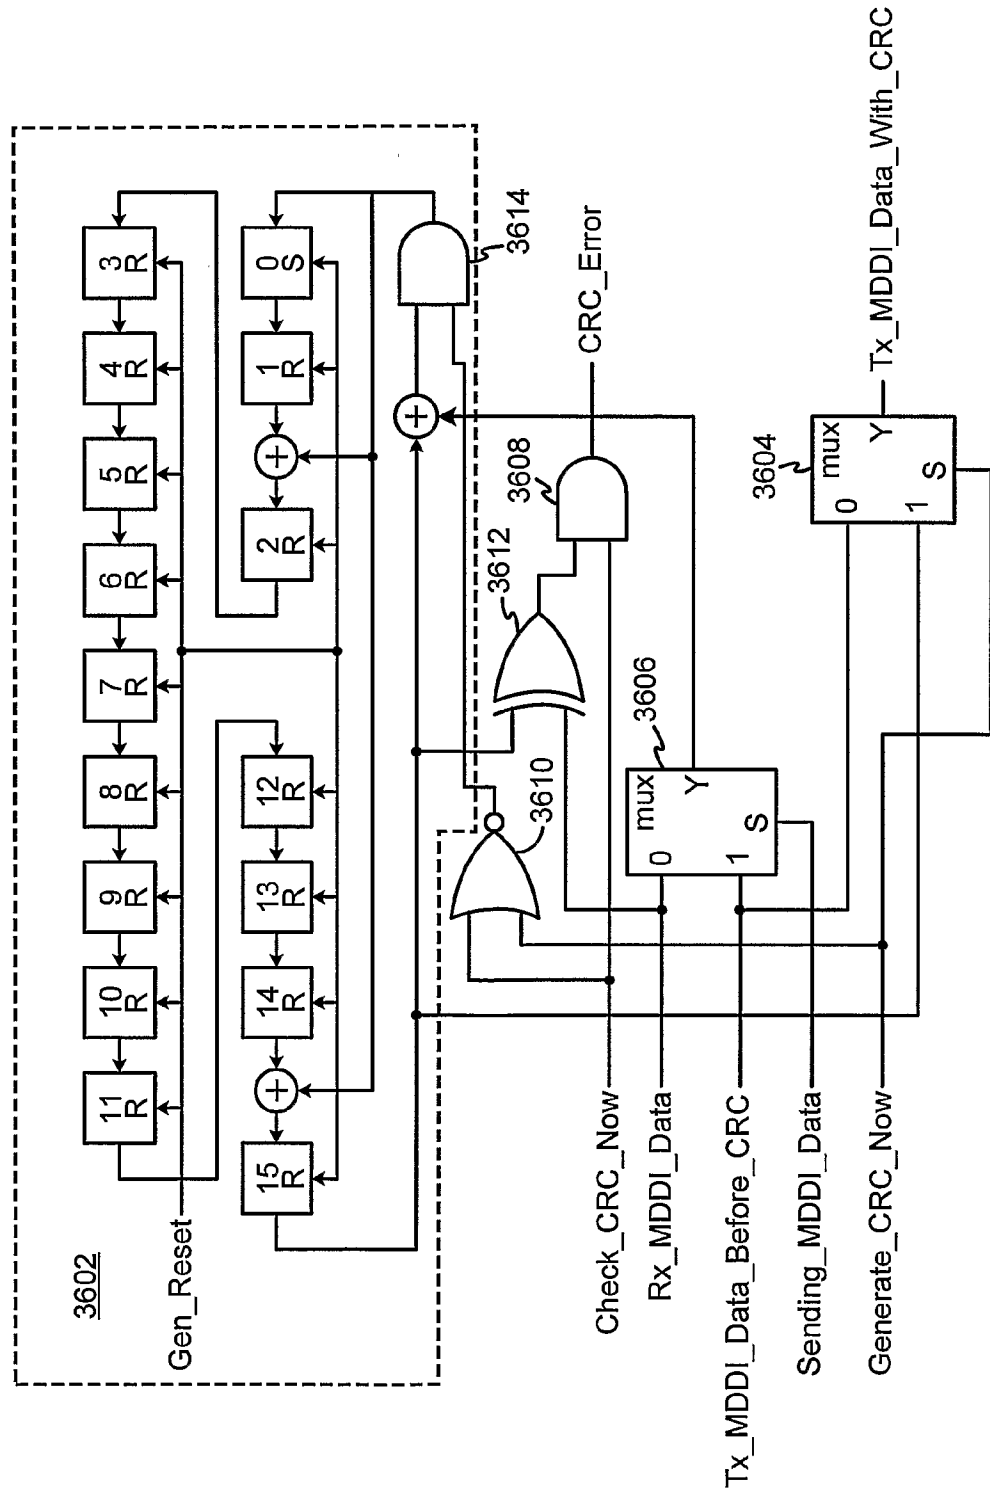 3602
Gen_Reset
11 R
10 R
9 R
8 R
7 R
6 R
5 R
4 R
3 R
15 R
+
14 R
13 R
12 R
2 R
+
1 R
0 S
+
3614
Check_CRC_Now
Rx_MDDI_Data
Tx_MDDI_Data_Before_CRC
Sending_MDDI_Data
Generate_CRC_Now
3610
3606
mux
0
1
Y
S
3612
3608
CRC_Error
3604
mux
0
1
Y
S
Tx_MDDI_Data_With_CRC